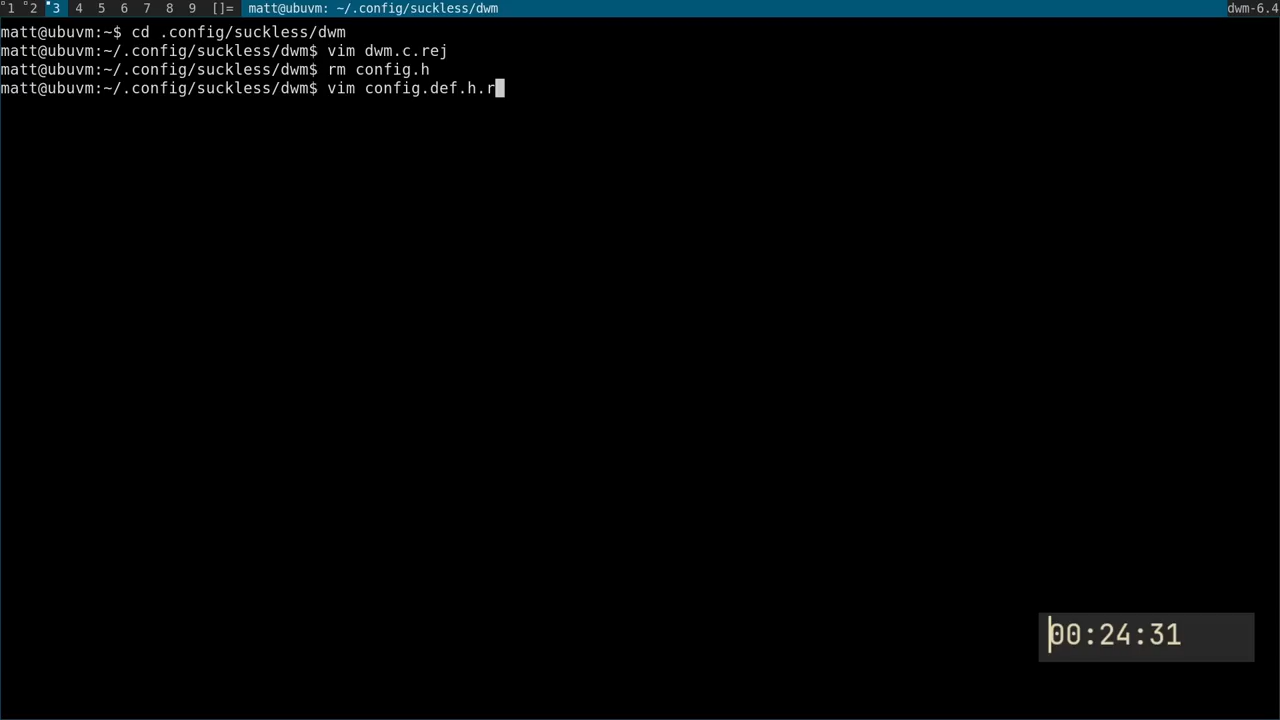 1 2 3 4 5 6 7 8 9 []= matt@ubuvm: ~/.config/suckless/dwm dwm-6.4
matt@ubuvm:~$ cd .config/suckless/dwm
matt@ubuvm:~/.config/suckless/dwm$ vim dwm.c.rej
matt@ubuvm:~/.config/suckless/dwm$ rm config.h
matt@ubuvm:~/.config/suckless/dwm$ vim config.def.h.r
00:24:31